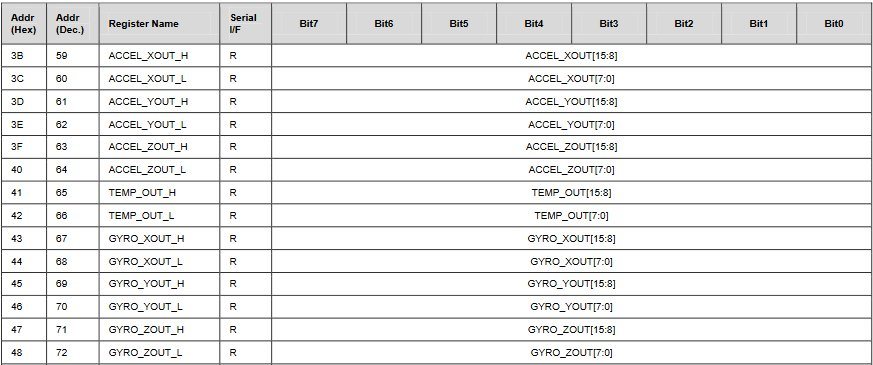 Addr (Hex) Addr (Dec.) Register Name Serial I/F Bit7 Bit6 Bit5 Bit4 Bit3 Bit2 Bit1 Bit0
3B 59 ACCEL_XOUT_H R ACCEL_XOUT[15:8]
3C 60 ACCEL_XOUT_L R ACCEL_XOUT[7:0]
3D 61 ACCEL_YOUT_H R ACCEL_YOUT[15:8]
3E 62 ACCEL_YOUT_L R ACCEL_YOUT[7:0]
3F 63 ACCEL_ZOUT_H R ACCEL_ZOUT[15:8]
40 64 ACCEL_ZOUT_L R ACCEL_ZOUT[7:0]
41 65 TEMP_OUT_H R TEMP_OUT[15:8]
42 66 TEMP_OUT_L R TEMP_OUT[7:0]
43 67 GYRO_XOUT_H R GYRO_XOUT[15:8]
44 68 GYRO_XOUT_L R GYRO_XOUT[7:0]
45 69 GYRO_YOUT_H R GYRO_YOUT[15:8]
46 70 GYRO_YOUT_L R GYRO_YOUT[7:0]
47 71 GYRO_ZOUT_H R GYRO_ZOUT[15:8]
48 72 GYRO_ZOUT_L R GYRO_ZOUT[7:0]